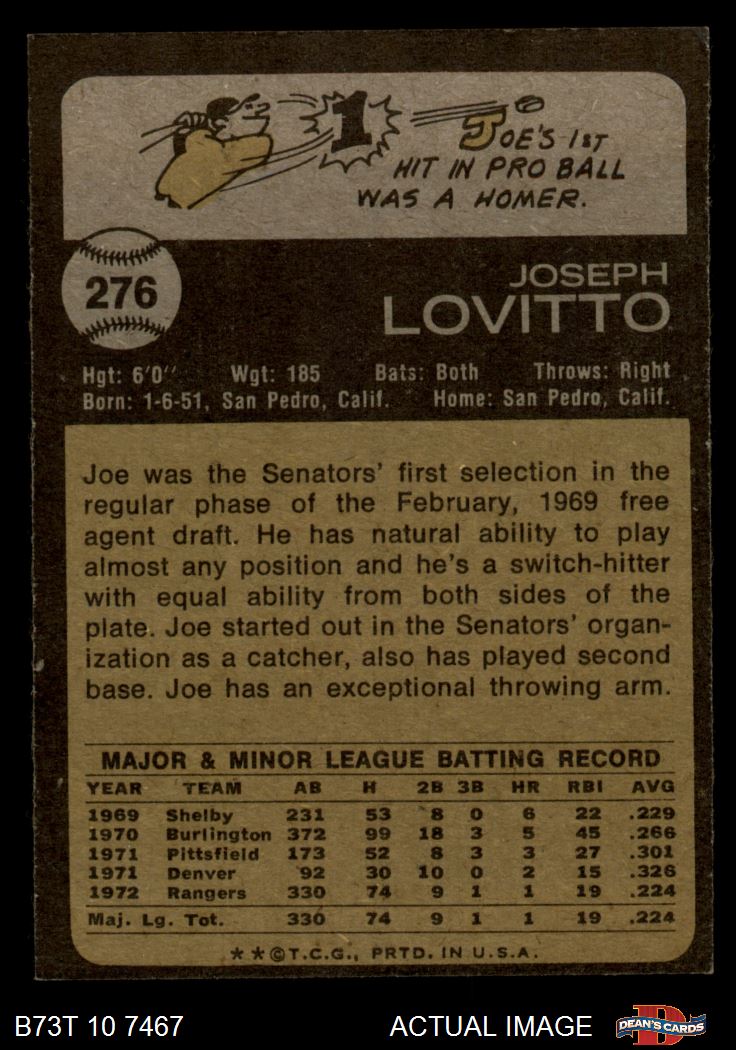 1
JOE'S 1ST
HIT IN PRO BALL
WAS A HOMER.
276
JOSEPH
LOVITTO
Hgt: 6'0'' Wgt: 185 Bats: Both Throws: Right
Born: 1-6-51, San Pedro, Calif. Home: San Pedro, Calif.
Joe was the Senators' first selection in the
regular phase of the February, 1969 free
agent draft. He has natural ability to play
almost any position and he's a switch-hitter
with equal ability from both sides of the
plate. Joe started out in the Senators' organ-
ization as a catcher, also has played second
base. Joe has an exceptional throwing arm.
MAJOR & MINOR LEAGUE BATTING RECORD
YEAR TEAM AB H 2B 3B HR RBI AVG
1969 Shelby 231 53 8 0 6 22 .229
1970 Burlington 372 99 18 3 5 45 .266
1971 Pittsfield 173 52 8 3 3 27 .301
1971 Denver 92 30 10 0 2 15 .326
1972 Rangers 330 74 9 1 1 19 .224
Maj. Lg. Tot. 330 74 9 1 1 19 .224
**©T.C.G., PRTD. IN U.S.A.
B73T 10 7467 ACTUAL IMAGE
D
DEAN'S CARDS